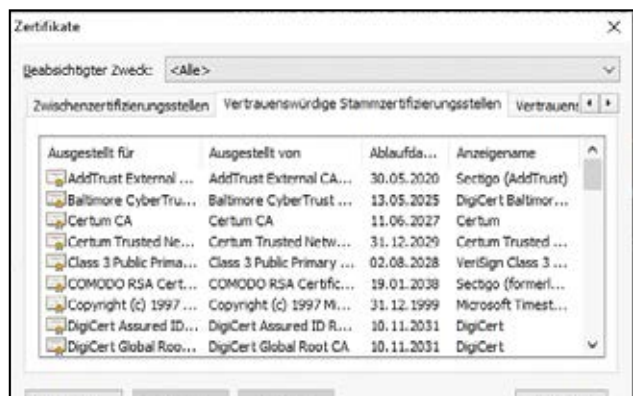 Zertifikate
Beabsichtigter Zweck: <Alle>
Zwischenzertifizierungsstellen Vertrauenswürdige Stammzertifizierungsstellen Vertrauens
Ausgestellt für Ausgestellt von Ablaufda... Anzeigename
AddTrust External ... AddTrust External CA... 30.05.2020 Sectigo (AddTrust)
Baltimore CyberTru... Baltimore CyberTrust ... 13.05.2025 DigiCert Baltimor...
Certum CA Certum CA 11.06.2027 Certum
Certum Trusted Ne... Certum Trusted Netw... 31.12.2029 Certum Trusted ...
Class 3 Public Prima... Class 3 Public Primary ... 02.08.2028 VeriSign Class 3 ...
COMODO RSA Cert... COMODO RSA Certific... 19.01.2038 Sectigo (formerl...
Copyright (c) 1997 ... Copyright (c) 1997 Mi... 31.12.1999 Microsoft Timest...
DigiCert Assured ID... DigiCert Assured ID R... 10.11.2031 DigiCert
DigiCert Global Roo... DigiCert Global Root CA 10.11.2031 DigiCert